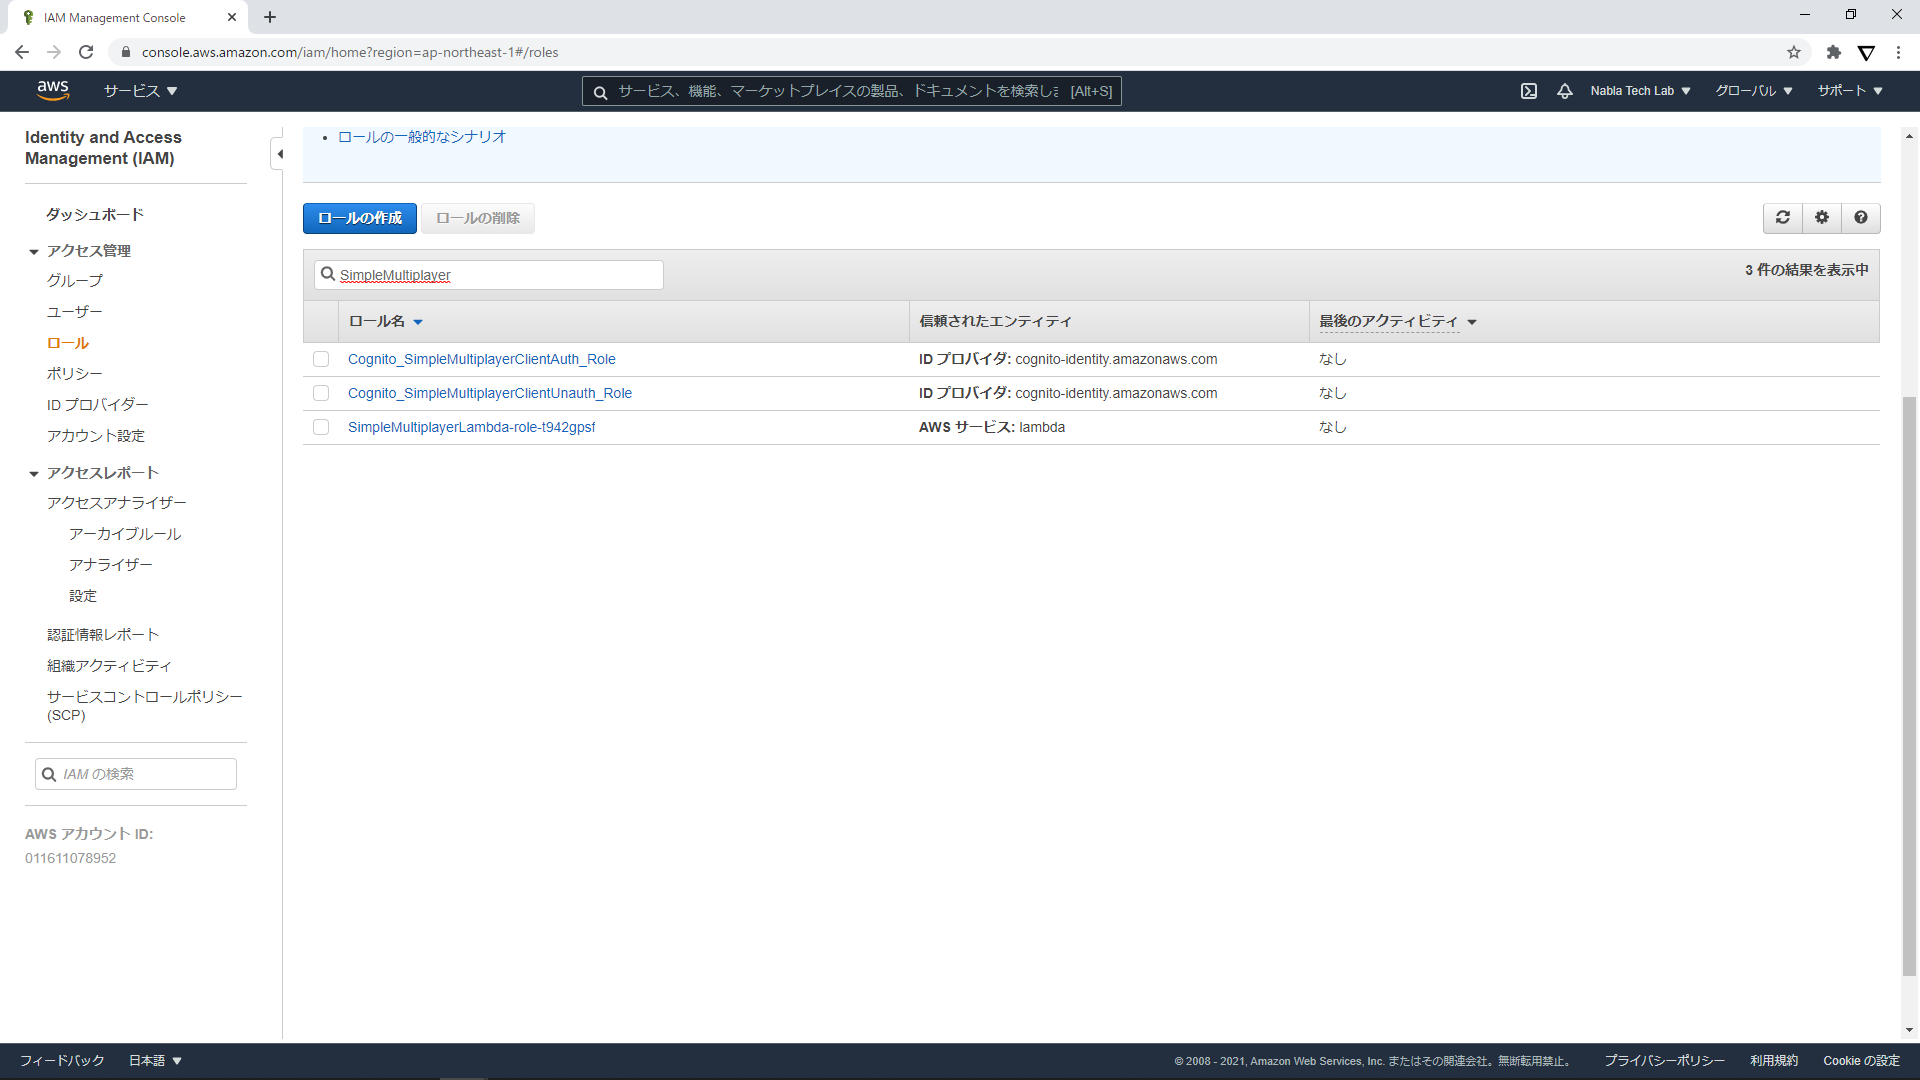 IAM Management Console
console.aws.amazon.com/iam/home?region=ap-northeast-1#/roles
aws サービス サービス、機能、マーケットプレイスの製品、ドキュメントを検索しま [Alt+S] Nabla Tech Lab グローバル サポート
Identity and Access
Management (IAM)
ダッシュボード
アクセス管理
グループ
ユーザー
ロール
ポリシー
ID プロバイダー
アカウント設定
アクセスレポート
アクセスアナライザー
アーカイブルール
アナライザー
設定
認証情報レポート
組織アクティビティ
サービスコントロールポリシー
(SCP)
IAM の検索
AWS アカウント ID:
011611078952
• ロールの一般的なシナリオ
ロールの作成 ロールの削除
SimpleMultiplayer 3 件の結果を表示中
ロール名 信頼されたエンティティ 最後のアクティビティ
Cognito_SimpleMultiplayerClientAuth_Role ID プロバイダ: cognito-identity.amazonaws.com なし
Cognito_SimpleMultiplayerClientUnauth_Role ID プロバイダ: cognito-identity.amazonaws.com なし
SimpleMultiplayerLambda-role-t942gpsf AWS サービス: lambda なし
フィードバック 日本語 © 2008 - 2021, Amazon Web Services, Inc. またはその関連会社。無断転用禁止。 プライバシーポリシー 利用規約 Cookie の設定